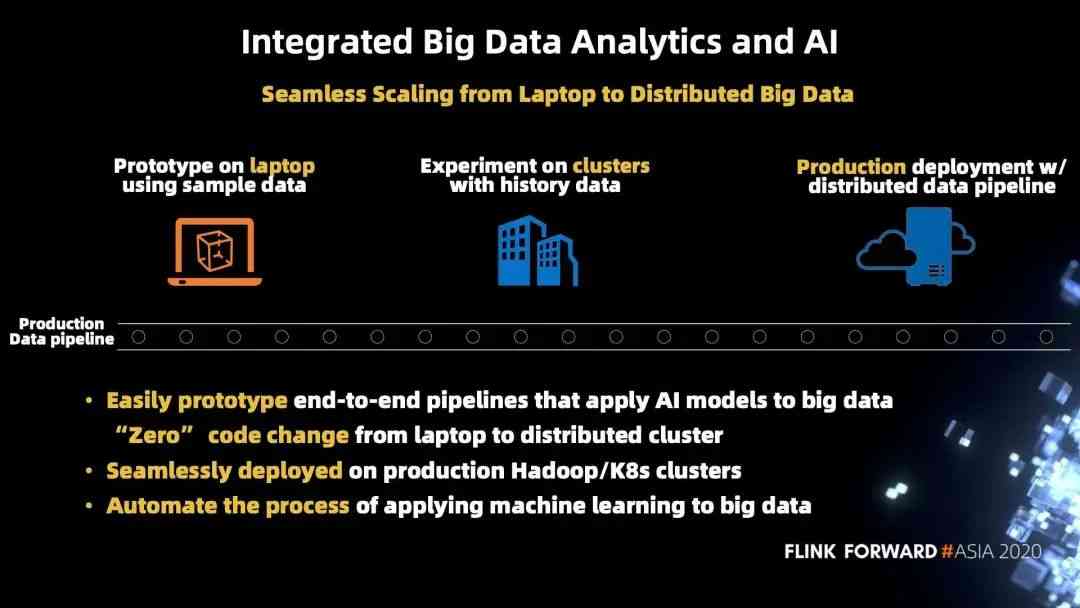 Integrated Big Data Analytics and AI
Seamless Scaling from Laptop to Distributed Big Data
Prototype on laptop
using sample data
Experiment on clusters
with history data
Production deployment w/
distributed data pipeline
Production
Data pipeline
• Easily prototype end-to-end pipelines that apply AI models to big data
“Zero” code change from laptop to distributed cluster
• Seamlessly deployed on production Hadoop/K8s clusters
• Automate the process of applying machine learning to big data
FLINK FORWARD #ASIA 2020